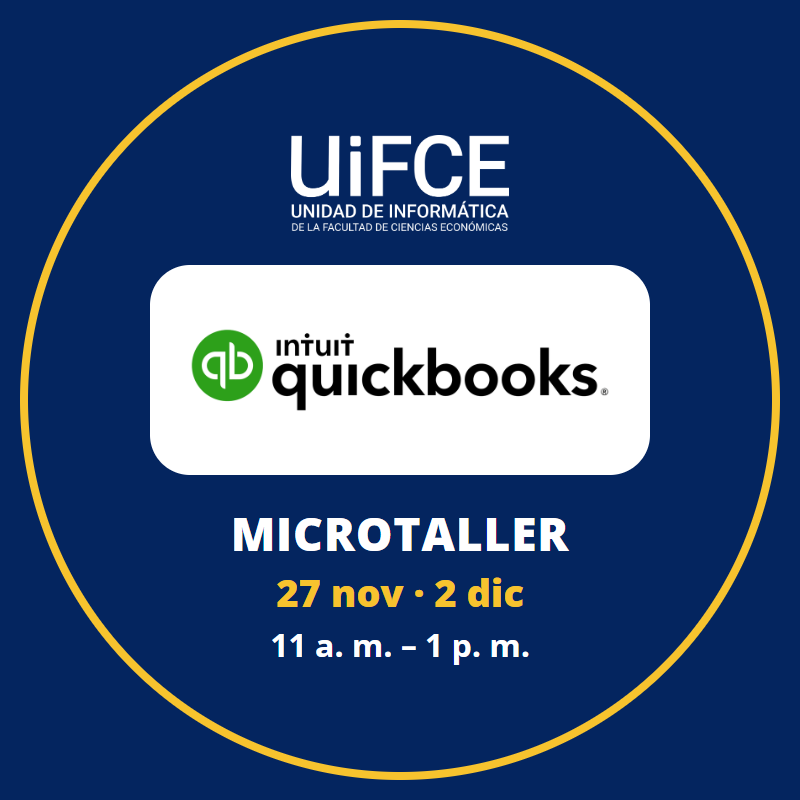 UiFCE
UNIDAD DE INFORMÁTICA
DE LA FACULTAD DE CIENCIAS ECONÓMICAS
qb
intuit
quickbooks®
MICROTALLER
27 nov · 2 dic
11 a. m. – 1 p. m.